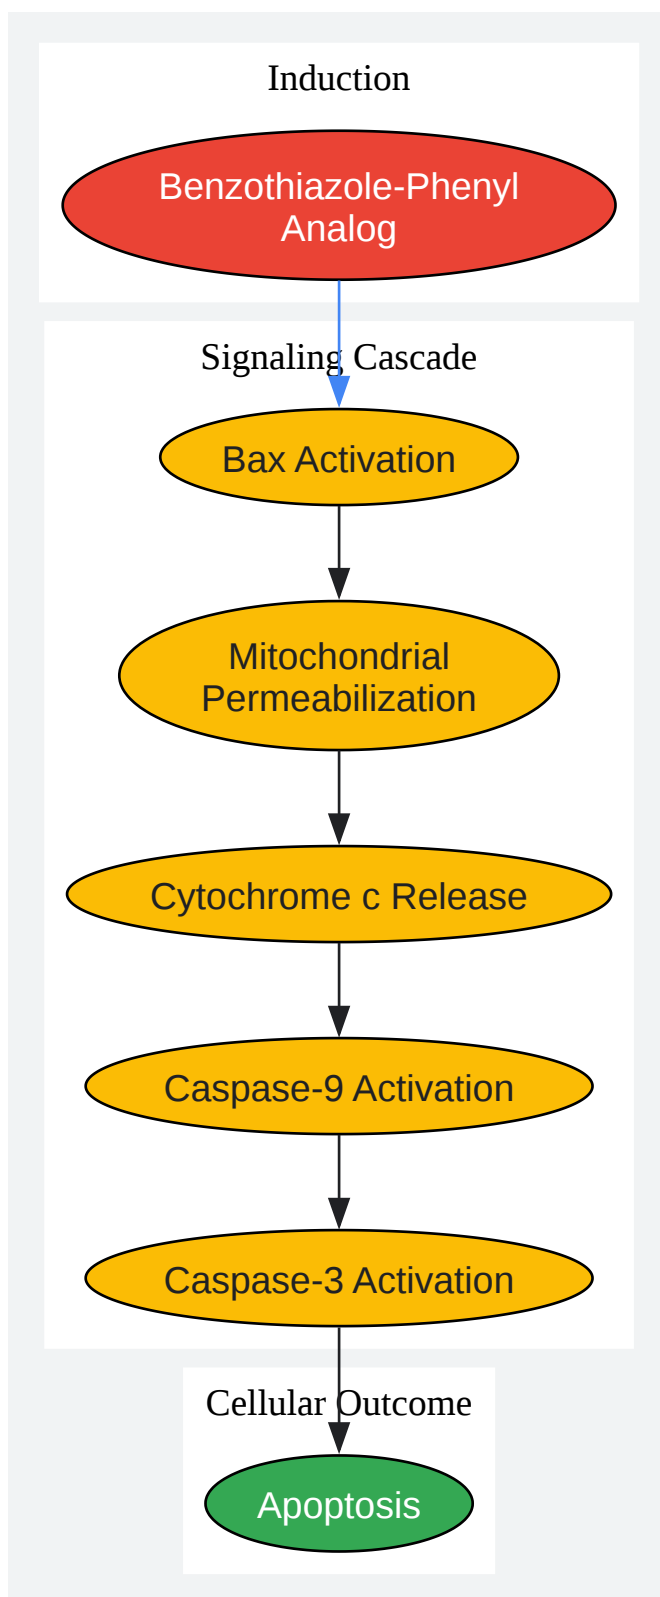 Induction
Benzothiazole-Phenyl
Analog
Signaling Cascade
Bax Activation
Mitochondrial
Permeabilization
Cytochrome c Release
Caspase-9 Activation
Caspase-3 Activation
Cellular Outcome
Apoptosis